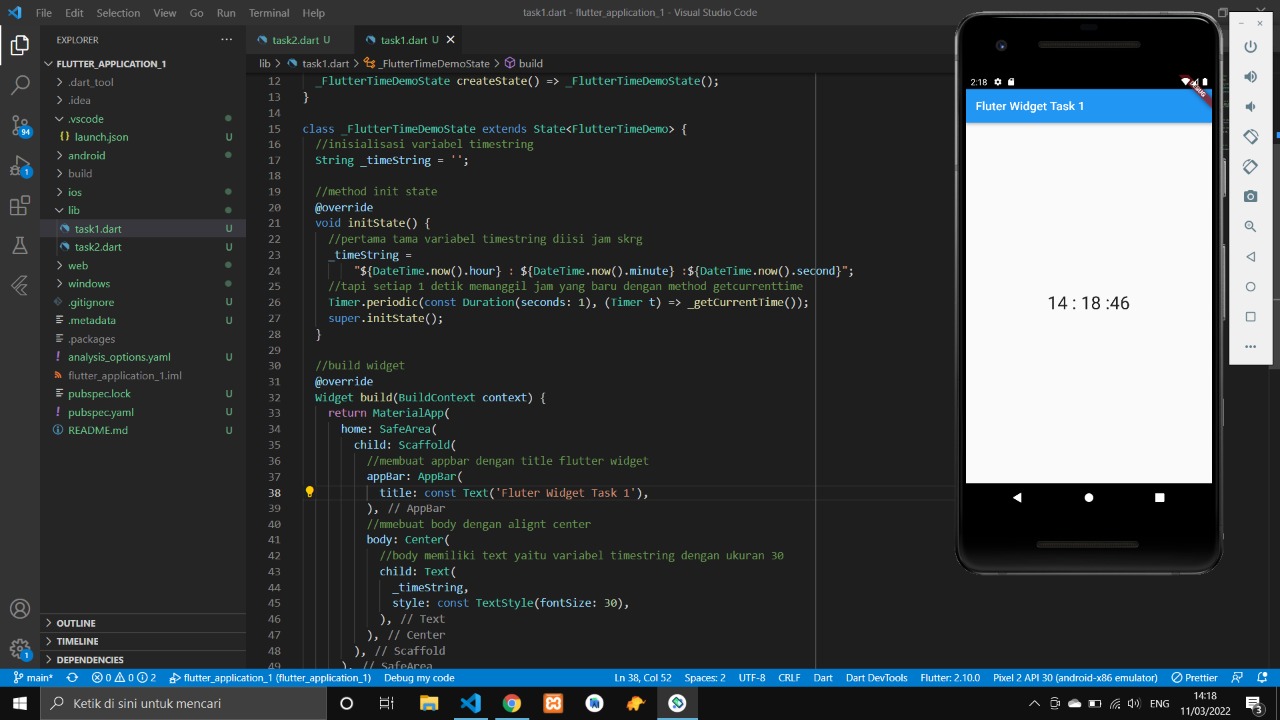 File Edit Selection View Go Run Terminal Help
task1.dart - flutter_application_1 - Visual Studio Code
EXPLORER
FLUTTER_APPLICATION_1
.dart_tool
.idea
.vscode
launch.json U
android
build
ios
lib
task1.dart U
task2.dart U
web
windows
.gitignore U
.metadata U
.packages
analysis_options.yaml U
flutter_application_1.iml
pubspec.lock U
pubspec.yaml U
README.md U
OUTLINE
TIMELINE
DEPENDENCIES
94
1
1
task2.dart U
task1.dart U
lib > task1.dart > _FlutterTimeDemoState > build
12 _FlutterTimeDemoState createState() => _FlutterTimeDemoState();
13 }
14
15 class _FlutterTimeDemoState extends State<FlutterTimeDemo> {
16 //inisialisasi variabel timestring
17 String _timeString = '';
18
19 //method init state
20 @override
21 void initState() {
22 //pertama tama variabel timestring diisi jam skrg
23 _timeString =
24 "${DateTime.now().hour} : ${DateTime.now().minute} :${DateTime.now().second}";
25 //tapi setiap 1 detik memanggil jam yang baru dengan method getcurrenttime
26 Timer.periodic(const Duration(seconds: 1), (Timer t) => _getCurrentTime());
27 super.initState();
28 }
29
30 //build widget
31 @override
32 Widget build(BuildContext context) {
33 return MaterialApp(
34 home: SafeArea(
35 child: Scaffold(
36 //membuat appbar dengan title flutter widget
37 appBar: AppBar(
38 title: const Text('Fluter Widget Task 1'),
39 ), // AppBar
40 //mmebuat body dengan alignt center
41 body: Center(
42 //body memiliki text yaitu variabel timestring dengan ukuran 30
43 child: Text(
44 _timeString,
45 style: const TextStyle(fontSize: 30),
46 ), // Text
47 ), // Center
48 ), // Scaffold
49 ), // SafeArea
2:18
Fluter Widget Task 1
14 : 18 :46
main* 0 0 2 flutter_application_1 (flutter_application_1) Debug my code
Ln 38, Col 52 Spaces: 2 UTF-8 CRLF Dart Dart DevTools Flutter: 2.10.0 Pixel 2 API 30 (android-x86 emulator) Prettier
Ketik di sini untuk mencari
ENG
14:18
11/03/2022
3